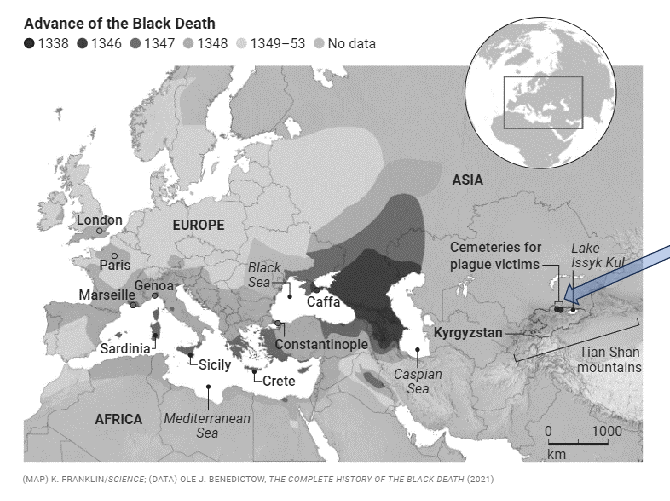 Advance of the Black Death
1338 1346 1347 1348 1349–53 No data
ASIA
London
EUROPE
Paris
Cemeteries for
plague victims
Lake
Issyk Kul
Black
Sea
Genoa
Marseille
Caffa
Kyrgyzstan
Constantinople
Sardinia
Tian Shan
mountains
Sicily
Crete
Caspian
Sea
AFRICA
Mediterranean
Sea
0 1000
km
(MAP) K. FRANKLIN/SCIENCE; (DATA) OLE J. BENEDICTOW, THE COMPLETE HISTORY OF THE BLACK DEATH (2021)